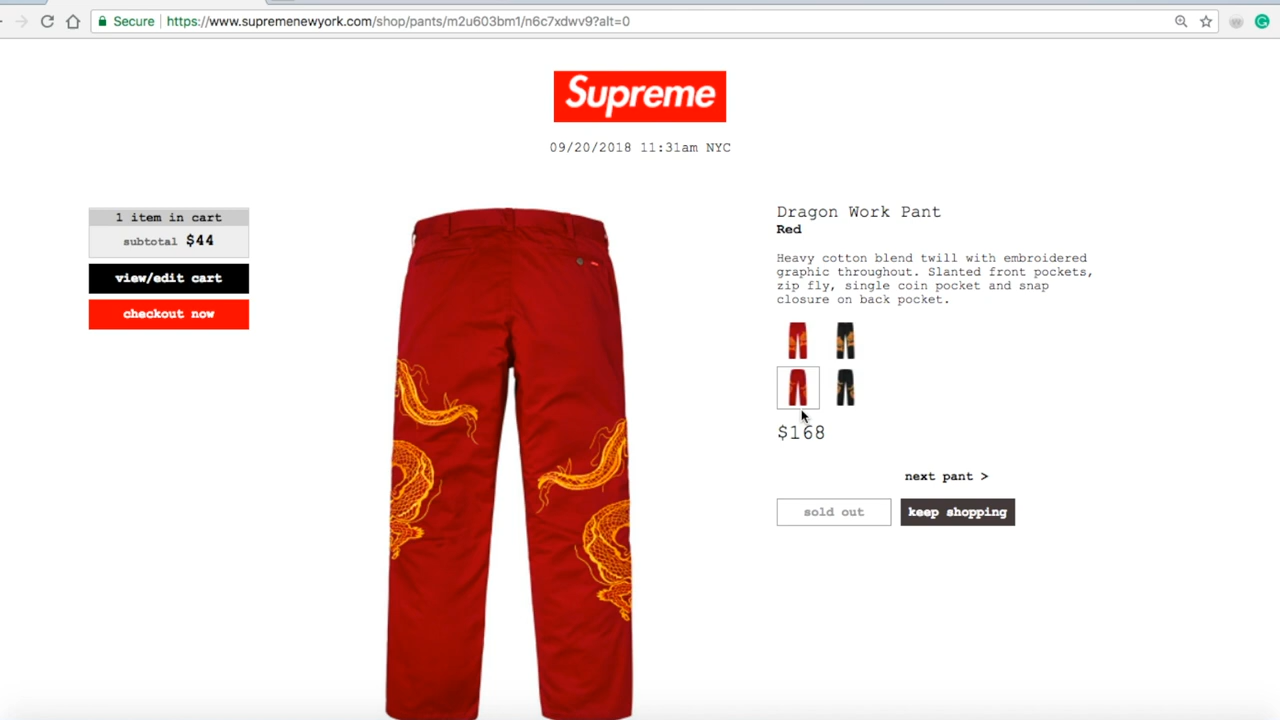 Secure
https://www.supremenewyork.com/shop/pants/m2u603bm1/n6c7xdwv9?alt=0
Supreme
09/20/2018 11:31am NYC
1 item in cart
subtotal $44
view/edit cart
checkout now
Dragon Work Pant
Red
Heavy cotton blend twill with embroidered
graphic throughout. Slanted front pockets,
zip fly, single coin pocket and snap
closure on back pocket.
$168
next pant >
sold out
keep shopping